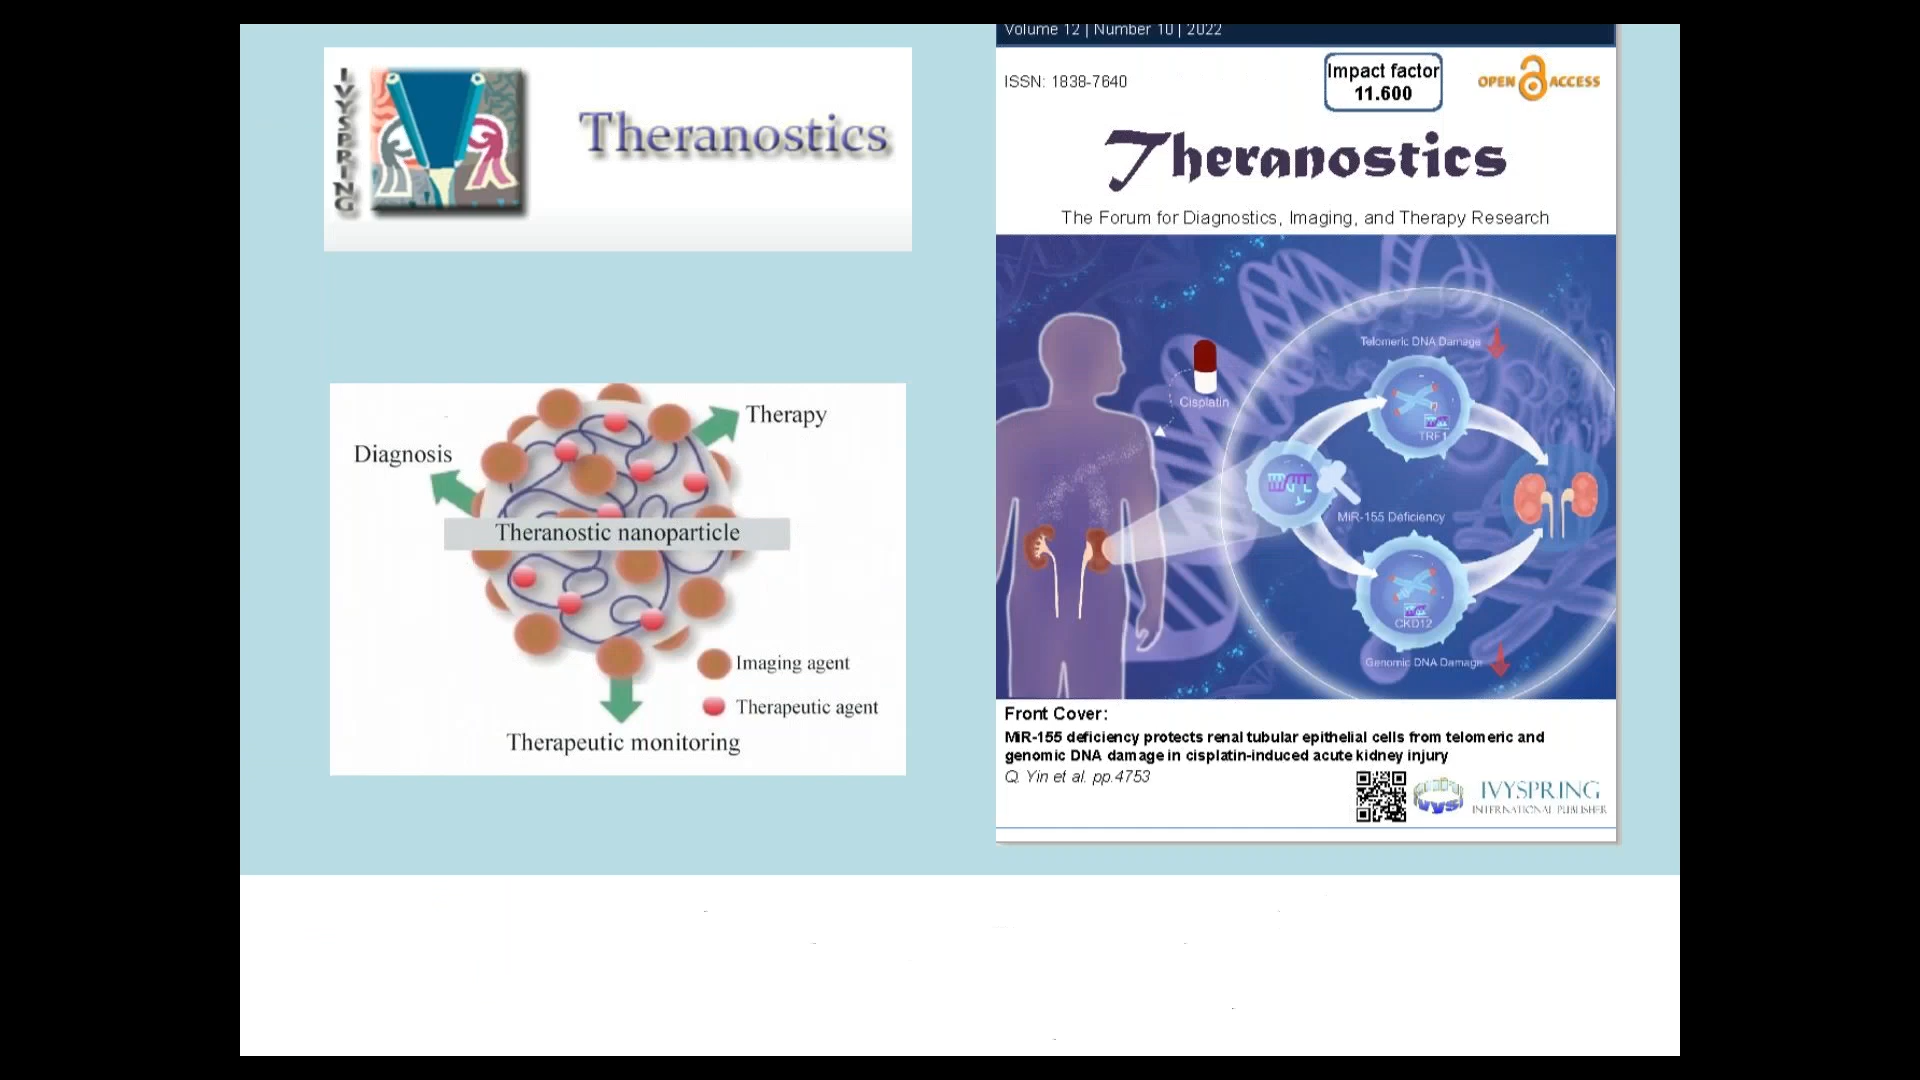 IVYSPRING
Theranostics
Diagnosis
Therapy
Theranostic nanoparticle
Imaging agent
Therapeutic agent
Therapeutic monitoring
Volume 12 | Number 10 | 2022
ISSN: 1838-7640
Impact factor
11.600
OPEN ACCESS
Theranostics
The Forum for Diagnostics, Imaging, and Therapy Research
Telomeric DNA Damage
Cisplatin
TRF1
MiR-155 Deficiency
CKD12
Genomic DNA Damage
Front Cover:
MiR-155 deficiency protects renal tubular epithelial cells from telomeric and
genomic DNA damage in cisplatin-induced acute kidney injury
Q. Yin et al. pp.4753
IVYSPRING
INTERNATIONAL PUBLISHER